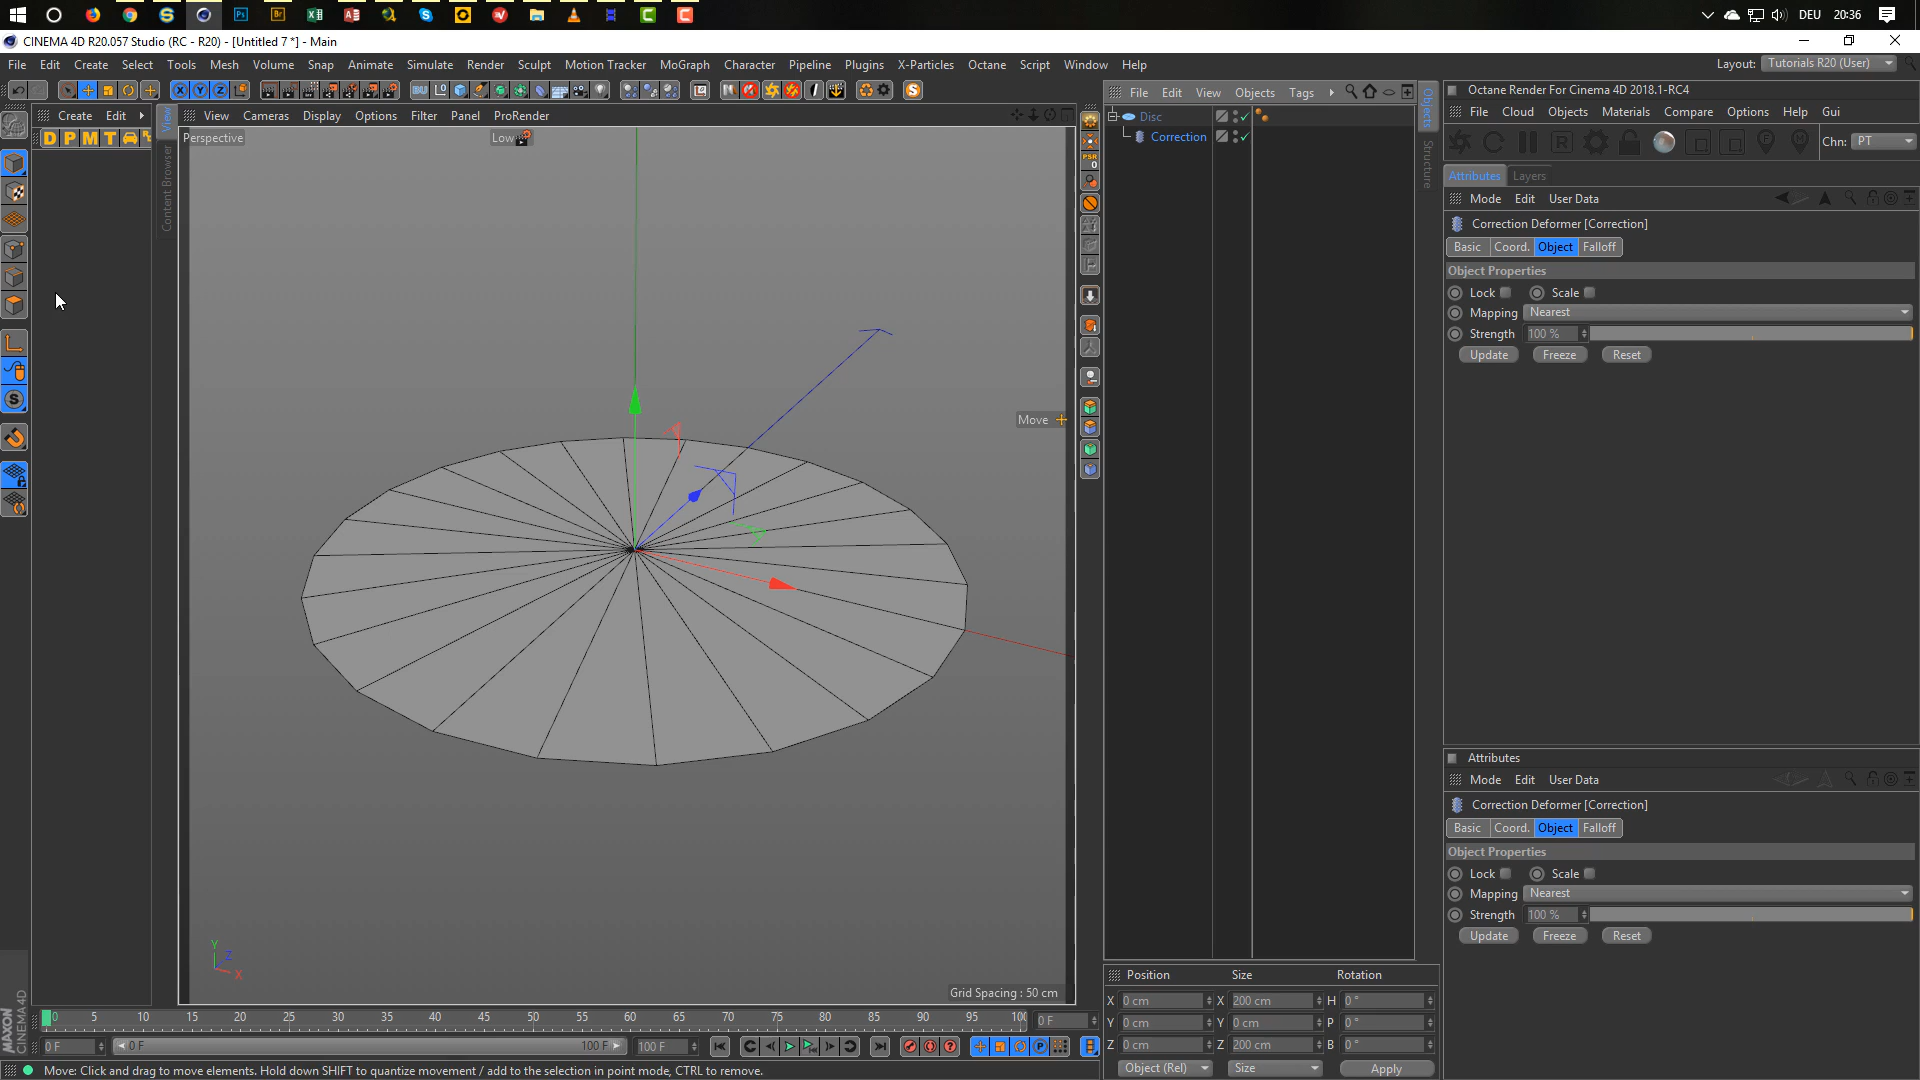 DEU 20:36
CINEMA 4D R20.057 Studio (RC - R20) - [Untitled 7 *] - Main
File Edit Create Select Tools Mesh Volume Snap Animate Simulate Render Sculpt Motion Tracker MoGraph Character Pipeline Plugins X-Particles Octane Script Window Help
Layout: Tutorials R20 (User)
Create Edit
D P M T
View
Content Browser
View Cameras Display Options Filter Panel ProRender
Perspective
Low
Move
Y
Z
X
Grid Spacing : 50 cm
PSR
0
File Edit View Objects Tags
Disc
Correction
Objects
Structure
Octane Render For Cinema 4D 2018.1-RC4
File Cloud Objects Materials Compare Options Help Gui
Chn: PT
Attributes Layers
Mode Edit User Data
Correction Deformer [Correction]
Basic Coord. Object Falloff
Object Properties
Lock Scale
Mapping Nearest
Strength 100 %
Update Freeze Reset
Attributes
Mode Edit User Data
Correction Deformer [Correction]
Basic Coord. Object Falloff
Object Properties
Lock Scale
Mapping Nearest
Strength 100 %
Update Freeze Reset
Position Size Rotation
X 0 cm X 200 cm H 0 °
Y 0 cm Y 0 cm P 0 °
Z 0 cm Z 200 cm B 0 °
Object (Rel) Size Apply
0 5 10 15 20 25 30 35 40 45 50 55 60 65 70 75 80 85 90 95 100 0 F
0 F 0 F 100 F 100 F
MAXON
CINEMA 4D
Move: Click and drag to move elements. Hold down SHIFT to quantize movement / add to the selection in point mode, CTRL to remove.